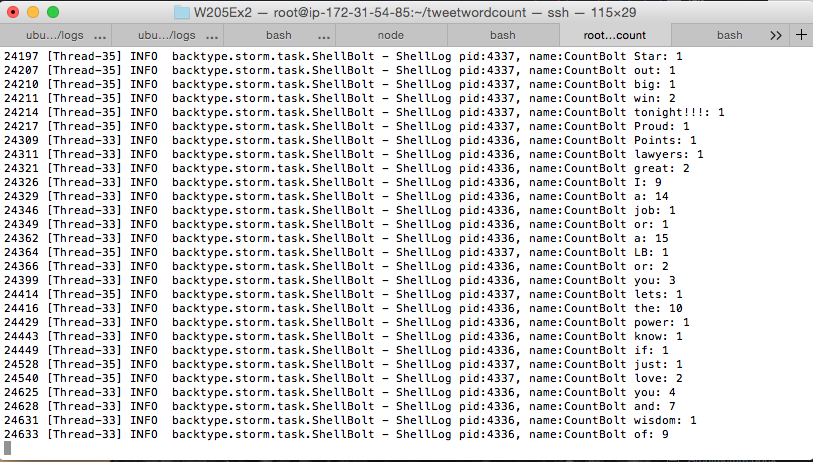 W205Ex2 — root@ip-172-31-54-85:~/tweetwordcount — ssh — 115×29
ubu…/logs ... ubu…/logs ... bash ... node bash root…count bash >> +
24197 [Thread-35] INFO  backtype.storm.task.ShellBolt - ShellLog pid:4337, name:CountBolt Star: 1
24207 [Thread-35] INFO  backtype.storm.task.ShellBolt - ShellLog pid:4337, name:CountBolt out: 1
24210 [Thread-35] INFO  backtype.storm.task.ShellBolt - ShellLog pid:4337, name:CountBolt big: 1
24211 [Thread-35] INFO  backtype.storm.task.ShellBolt - ShellLog pid:4337, name:CountBolt win: 2
24214 [Thread-35] INFO  backtype.storm.task.ShellBolt - ShellLog pid:4337, name:CountBolt tonight!!!: 1
24217 [Thread-35] INFO  backtype.storm.task.ShellBolt - ShellLog pid:4337, name:CountBolt Proud: 1
24309 [Thread-33] INFO  backtype.storm.task.ShellBolt - ShellLog pid:4336, name:CountBolt Points: 1
24311 [Thread-33] INFO  backtype.storm.task.ShellBolt - ShellLog pid:4336, name:CountBolt lawyers: 1
24321 [Thread-33] INFO  backtype.storm.task.ShellBolt - ShellLog pid:4336, name:CountBolt great: 2
24326 [Thread-33] INFO  backtype.storm.task.ShellBolt - ShellLog pid:4336, name:CountBolt I: 9
24329 [Thread-33] INFO  backtype.storm.task.ShellBolt - ShellLog pid:4336, name:CountBolt a: 14
24346 [Thread-33] INFO  backtype.storm.task.ShellBolt - ShellLog pid:4336, name:CountBolt job: 1
24349 [Thread-33] INFO  backtype.storm.task.ShellBolt - ShellLog pid:4336, name:CountBolt or: 1
24362 [Thread-33] INFO  backtype.storm.task.ShellBolt - ShellLog pid:4336, name:CountBolt a: 15
24364 [Thread-35] INFO  backtype.storm.task.ShellBolt - ShellLog pid:4337, name:CountBolt LB: 1
24366 [Thread-33] INFO  backtype.storm.task.ShellBolt - ShellLog pid:4336, name:CountBolt or: 2
24399 [Thread-33] INFO  backtype.storm.task.ShellBolt - ShellLog pid:4336, name:CountBolt you: 3
24414 [Thread-35] INFO  backtype.storm.task.ShellBolt - ShellLog pid:4337, name:CountBolt lets: 1
24416 [Thread-33] INFO  backtype.storm.task.ShellBolt - ShellLog pid:4336, name:CountBolt the: 10
24429 [Thread-33] INFO  backtype.storm.task.ShellBolt - ShellLog pid:4336, name:CountBolt power: 1
24443 [Thread-33] INFO  backtype.storm.task.ShellBolt - ShellLog pid:4336, name:CountBolt know: 1
24449 [Thread-33] INFO  backtype.storm.task.ShellBolt - ShellLog pid:4336, name:CountBolt if: 1
24528 [Thread-35] INFO  backtype.storm.task.ShellBolt - ShellLog pid:4337, name:CountBolt just: 1
24540 [Thread-35] INFO  backtype.storm.task.ShellBolt - ShellLog pid:4337, name:CountBolt love: 2
24625 [Thread-33] INFO  backtype.storm.task.ShellBolt - ShellLog pid:4336, name:CountBolt you: 4
24628 [Thread-33] INFO  backtype.storm.task.ShellBolt - ShellLog pid:4336, name:CountBolt and: 7
24631 [Thread-33] INFO  backtype.storm.task.ShellBolt - ShellLog pid:4336, name:CountBolt wisdom: 1
24633 [Thread-33] INFO  backtype.storm.task.ShellBolt - ShellLog pid:4336, name:CountBolt of: 9